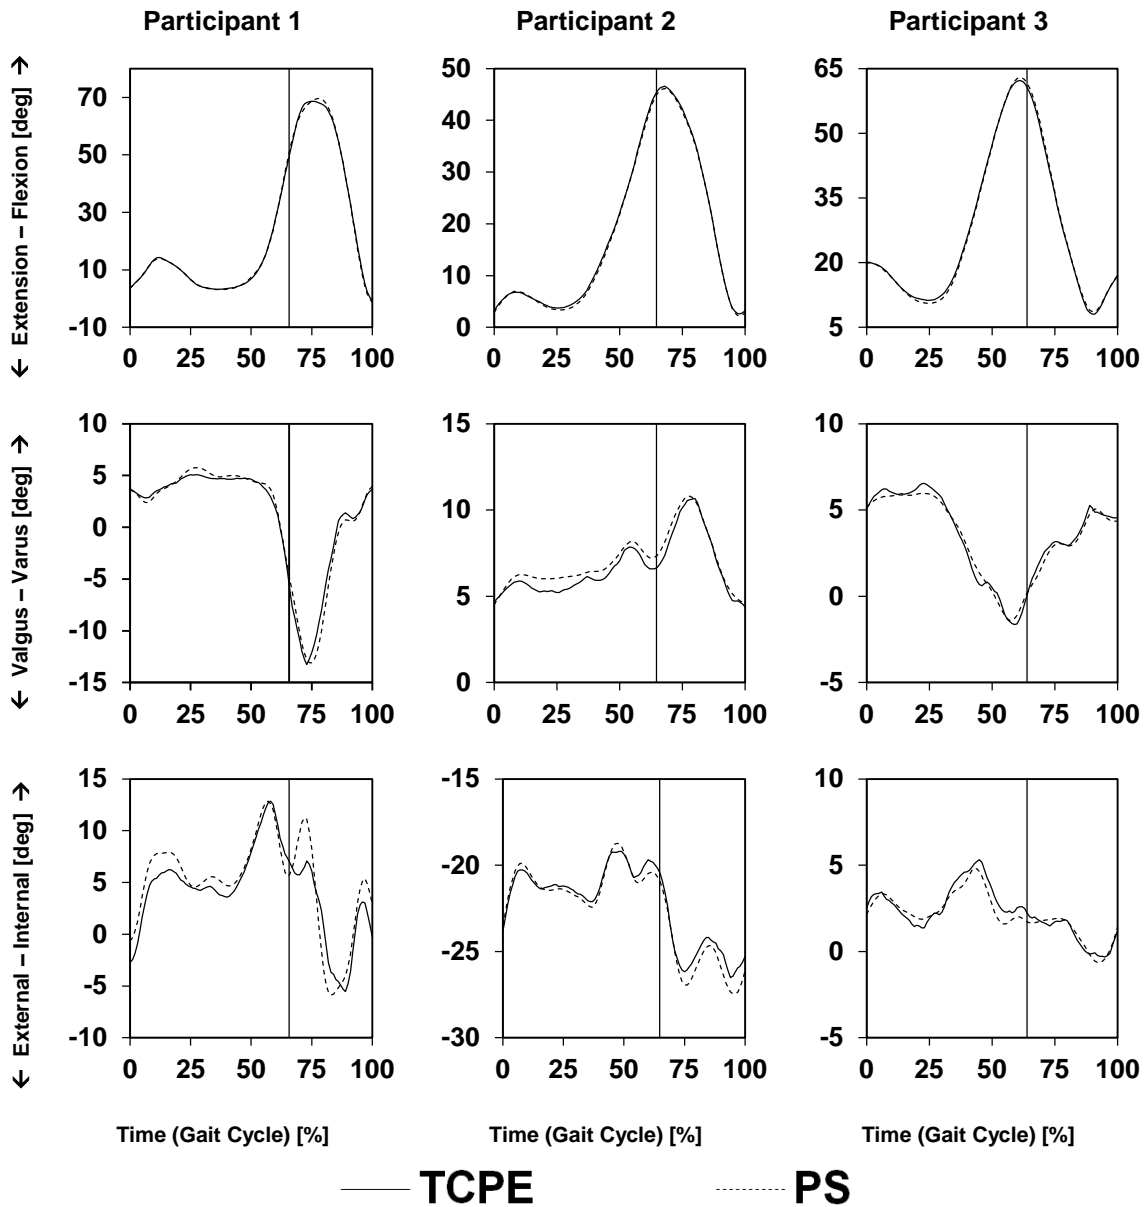 Participant 1 Participant 2 Participant 3
← Extension – Flexion [deg] →
70
50
30
10
-10
0 25 50 75 100
50
40
30
20
10
0
0 25 50 75 100
65
50
35
20
5
0 25 50 75 100
← Valgus – Varus [deg] →
10
5
0
-5
-10
-15
0 25 50 75 100
15
10
5
0
0 25 50 75 100
10
5
0
-5
0 25 50 75 100
← External – Internal [deg] →
15
10
5
0
-5
-10
0 25 50 75 100
-15
-20
-25
-30
0 25 50 75 100
10
5
0
-5
0 25 50 75 100
Time (Gait Cycle) [%] Time (Gait Cycle) [%] Time (Gait Cycle) [%]
TCPE PS